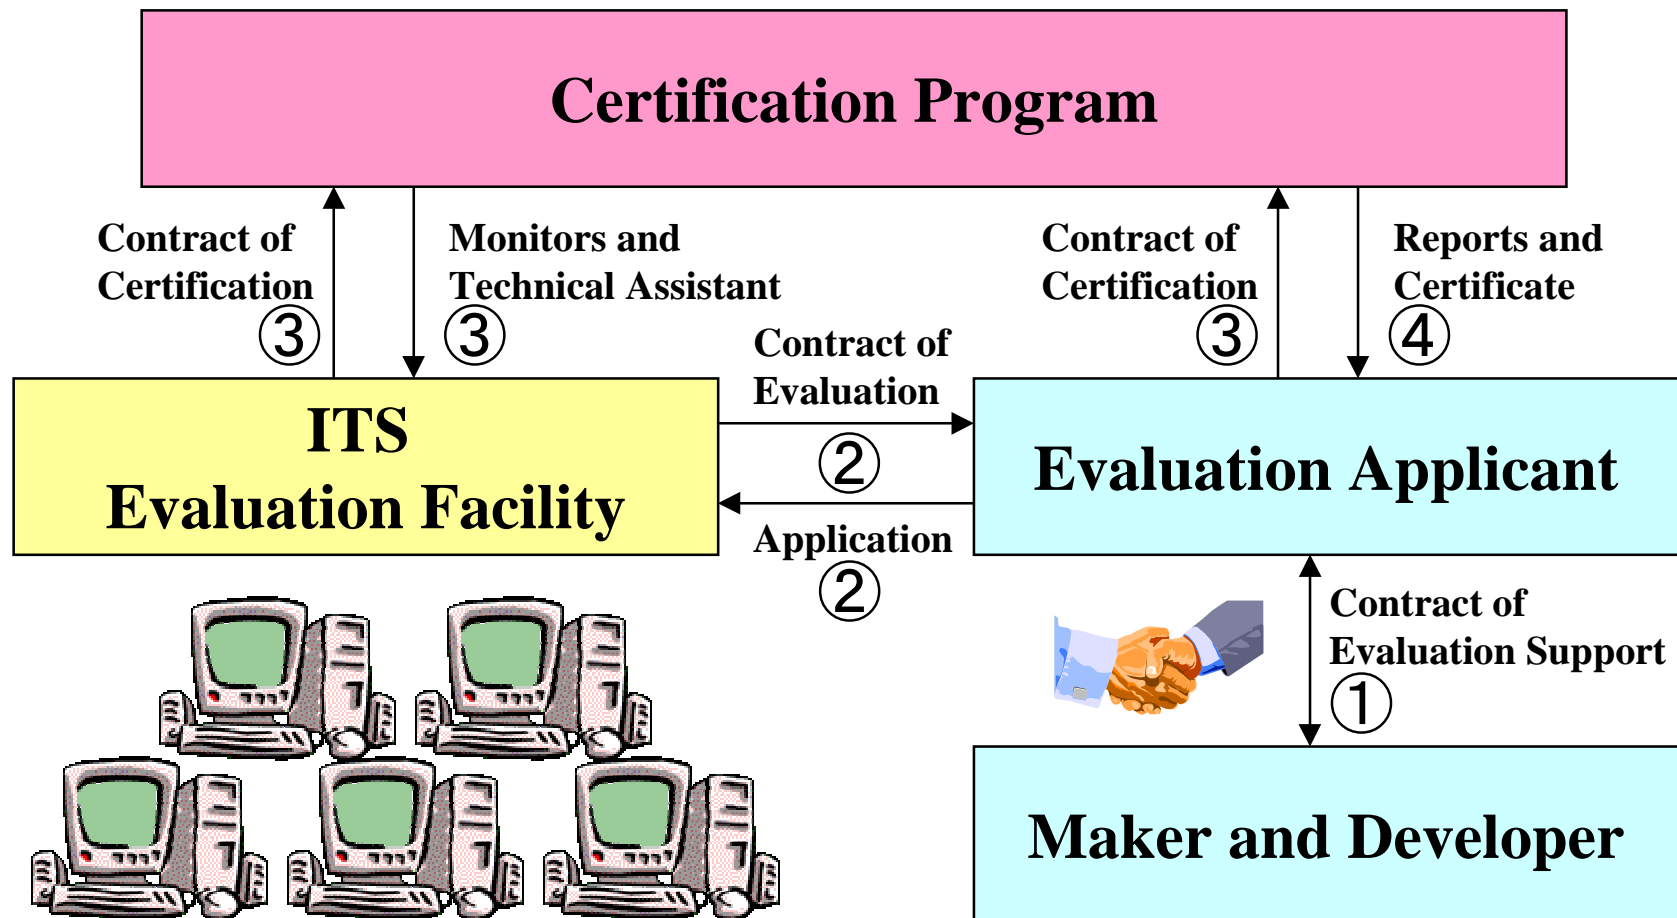 Certification Program
Contract of
Certification
③
Monitors and
Technical Assistant
③
Contract of
Certification
③
Reports and
Certificate
④
Contract of
Evaluation
②
ITS
Evaluation Facility
Evaluation Applicant
Application
②
Contract of
Evaluation Support
①
Maker and Developer